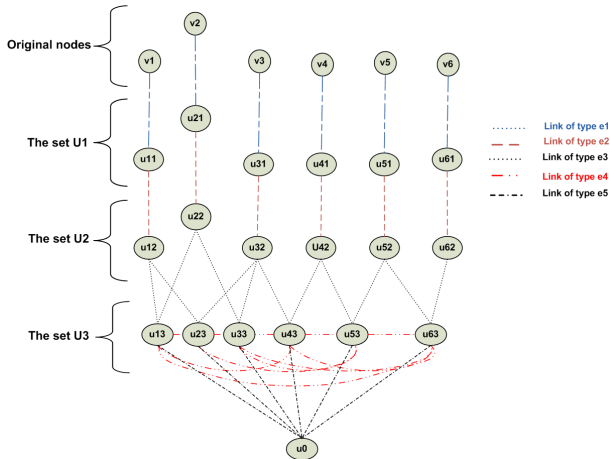 Original nodes
v1
v2
v3
v4
v5
v6
The set U1
u11
u21
u31
u41
u51
u61
The set U2
u12
u22
u32
U42
u52
u62
The set U3
u13
u23
u33
u43
u53
u63
u0
Link of type e1
Link of type e2
Link of type e3
Link of type e4
Link of type e5